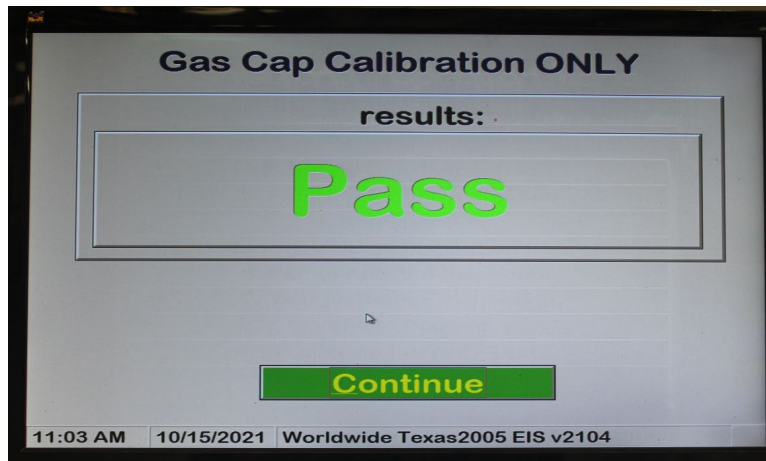 Gas Cap Calibration ONLY
results:
Pass
Continue
11:03 AM 10/15/2021 Worldwide Texas2005 EIS v2104